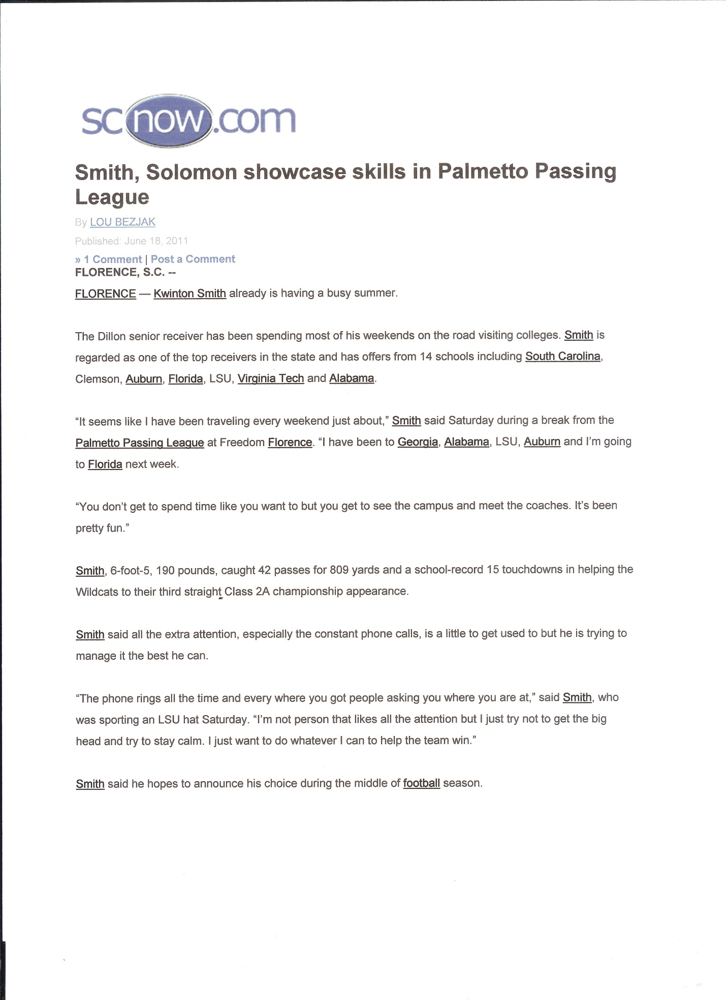 scnow.com
Smith, Solomon showcase skills in Palmetto Passing
League
By LOU BEZJAK
Published: June 18, 2011
» 1 Comment | Post a Comment
FLORENCE, S.C. --
FLORENCE — Kwinton Smith already is having a busy summer.
The Dillon senior receiver has been spending most of his weekends on the road visiting colleges. Smith is
regarded as one of the top receivers in the state and has offers from 14 schools including South Carolina,
Clemson, Auburn, Florida, LSU, Virginia Tech and Alabama.
“It seems like I have been traveling every weekend just about,” Smith said Saturday during a break from the
Palmetto Passing League at Freedom Florence. “I have been to Georgia, Alabama, LSU, Auburn and I’m going
to Florida next week.
“You don’t get to spend time like you want to but you get to see the campus and meet the coaches. It’s been
pretty fun.”
Smith, 6-foot-5, 190 pounds, caught 42 passes for 809 yards and a school-record 15 touchdowns in helping the
Wildcats to their third straight Class 2A championship appearance.
Smith said all the extra attention, especially the constant phone calls, is a little to get used to but he is trying to
manage it the best he can.
“The phone rings all the time and every where you got people asking you where you are at,” said Smith, who
was sporting an LSU hat Saturday. “I’m not person that likes all the attention but I just try not to get the big
head and try to stay calm. I just want to do whatever I can to help the team win.”
Smith said he hopes to announce his choice during the middle of football season.